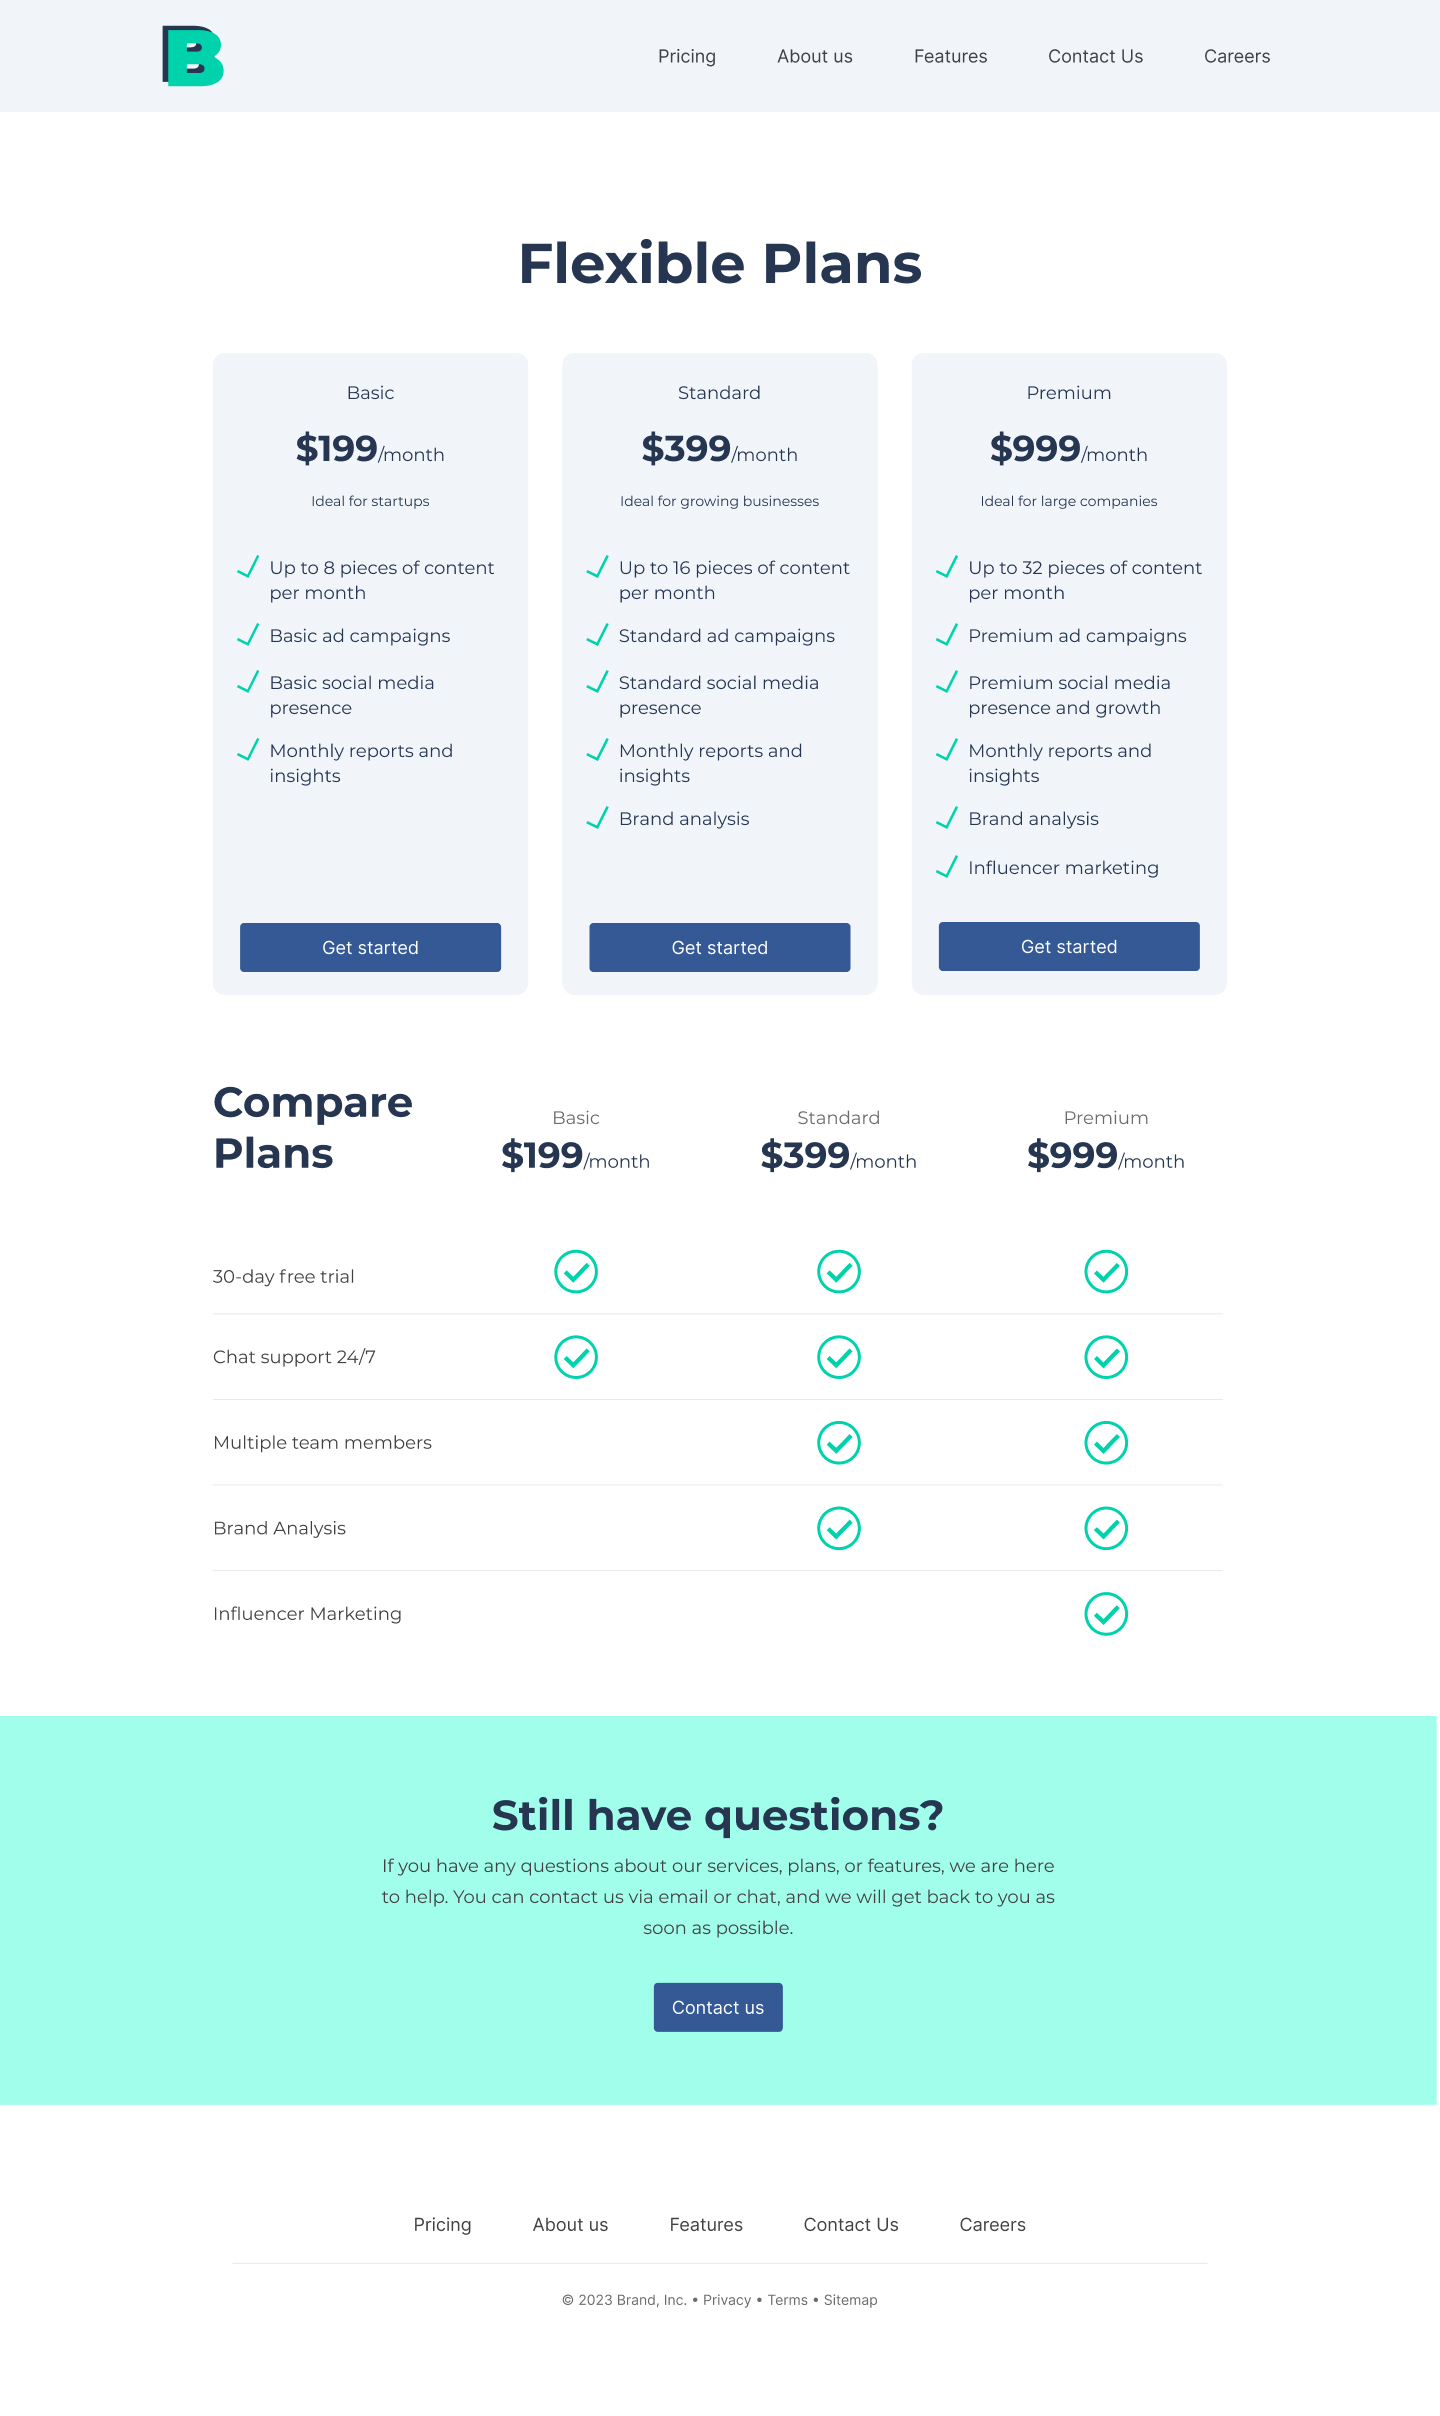 B
Pricing About us Features Contact Us Careers
Flexible Plans
Basic
$199/month
Ideal for startups
Up to 8 pieces of content
per month
Basic ad campaigns
Basic social media
presence
Monthly reports and
insights
Get started
Standard
$399/month
Ideal for growing businesses
Up to 16 pieces of content
per month
Standard ad campaigns
Standard social media
presence
Monthly reports and
insights
Brand analysis
Get started
Premium
$999/month
Ideal for large companies
Up to 32 pieces of content
per month
Premium ad campaigns
Premium social media
presence and growth
Monthly reports and
insights
Brand analysis
Influencer marketing
Get started
Compare
Plans
Basic
$199/month
Standard
$399/month
Premium
$999/month
30-day free trial
Chat support 24/7
Multiple team members
Brand Analysis
Influencer Marketing
Still have questions?
If you have any questions about our services, plans, or features, we are here
to help. You can contact us via email or chat, and we will get back to you as
soon as possible.
Contact us
Pricing About us Features Contact Us Careers
© 2023 Brand, Inc. • Privacy • Terms • Sitemap